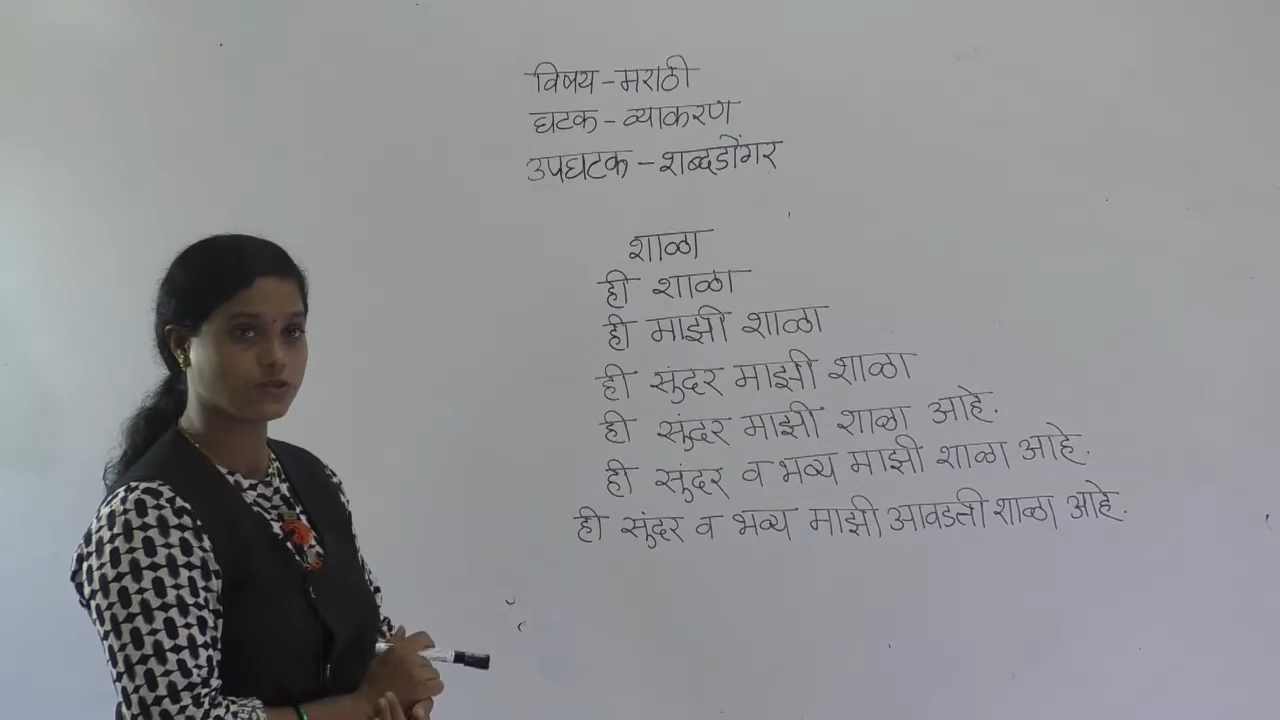 विषय - मराठी
घटक - व्याकरण
उपघटक - शब्दडोंगर
शाळा
ही शाळा
ही माझी शाळा
ही सुंदर माझी शाळा
ही सुंदर माझी शाळा आहे.
ही सुंदर व भव्य माझी शाळा आहे.
ही सुंदर व भव्य माझी आवडती शाळा आहे.